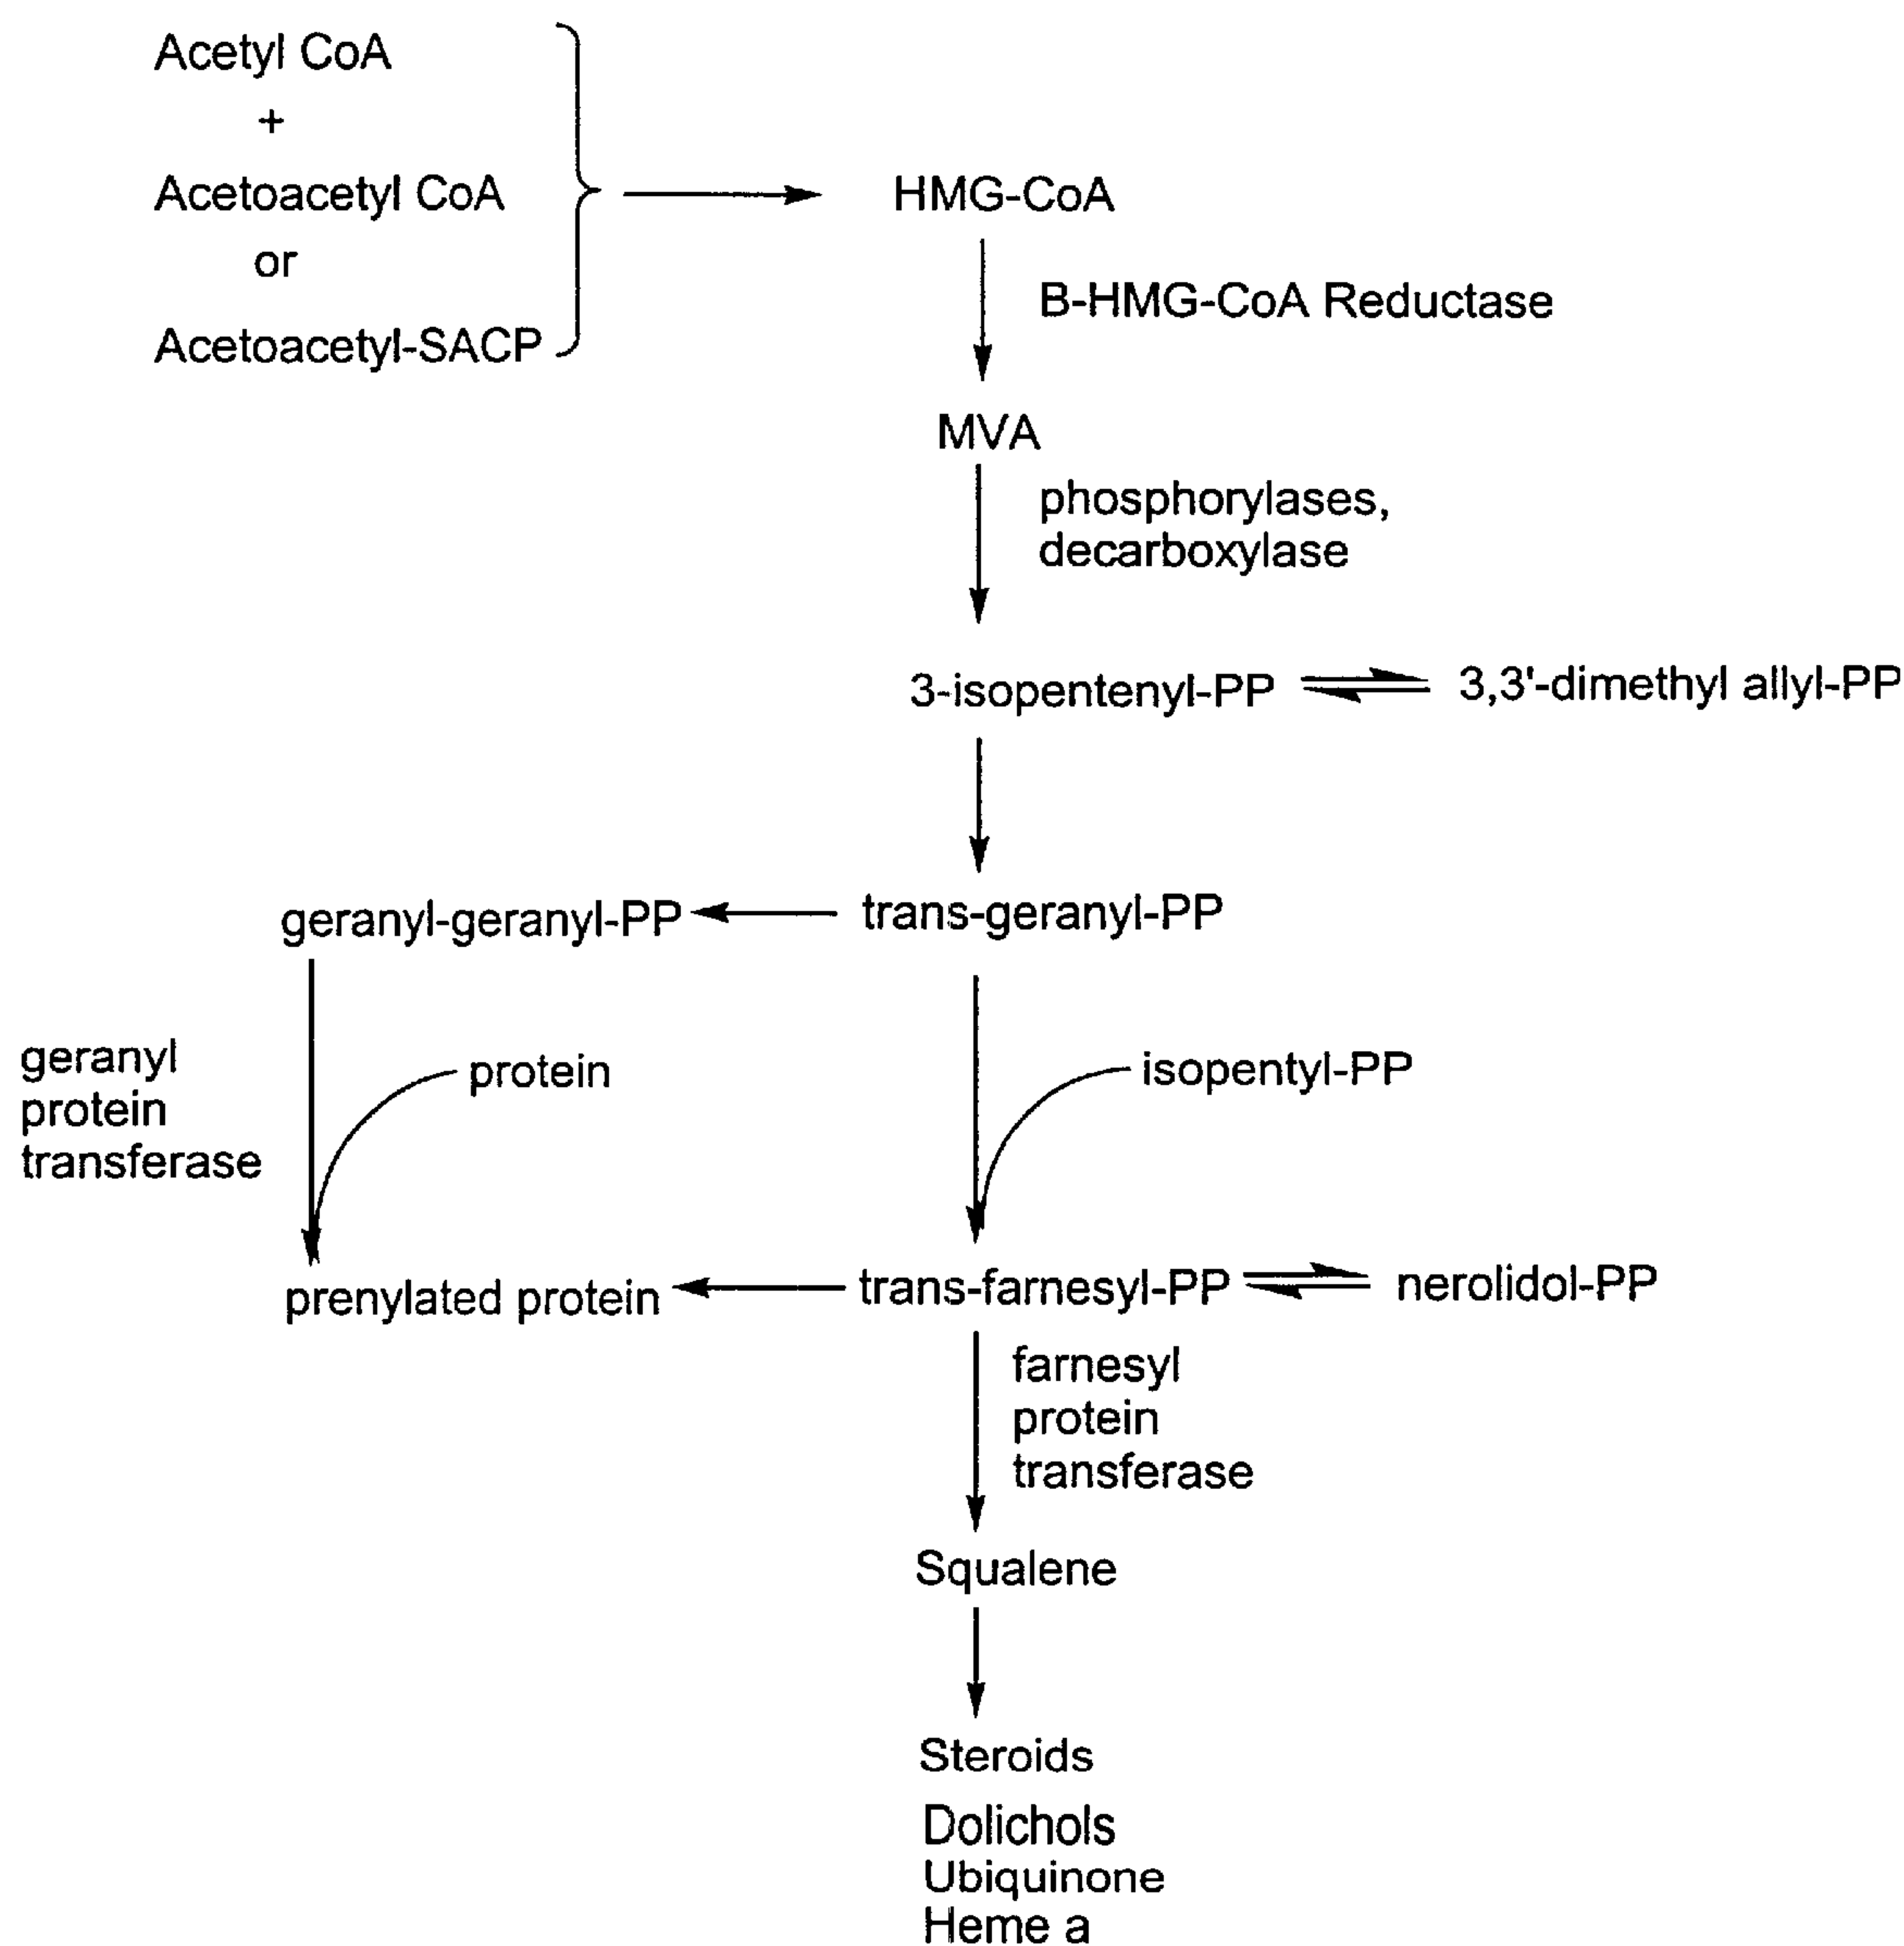 Acetyl CoA
+
Acetoacetyl CoA
or
Acetoacetyl-SACP
HMG-CoA
B-HMG-CoA Reductase
MVA
phosphorylases,
decarboxylase
3-isopentenyl-PP
3,3'-dimethyl allyl-PP
geranyl-geranyl-PP
trans-geranyl-PP
geranyl
protein
transferase
protein
isopentyl-PP
prenylated protein
trans-farnesyl-PP
nerolidol-PP
farnesyl
protein
transferase
Squalene
Steroids
Dolichols
Ubiquinone
Heme a